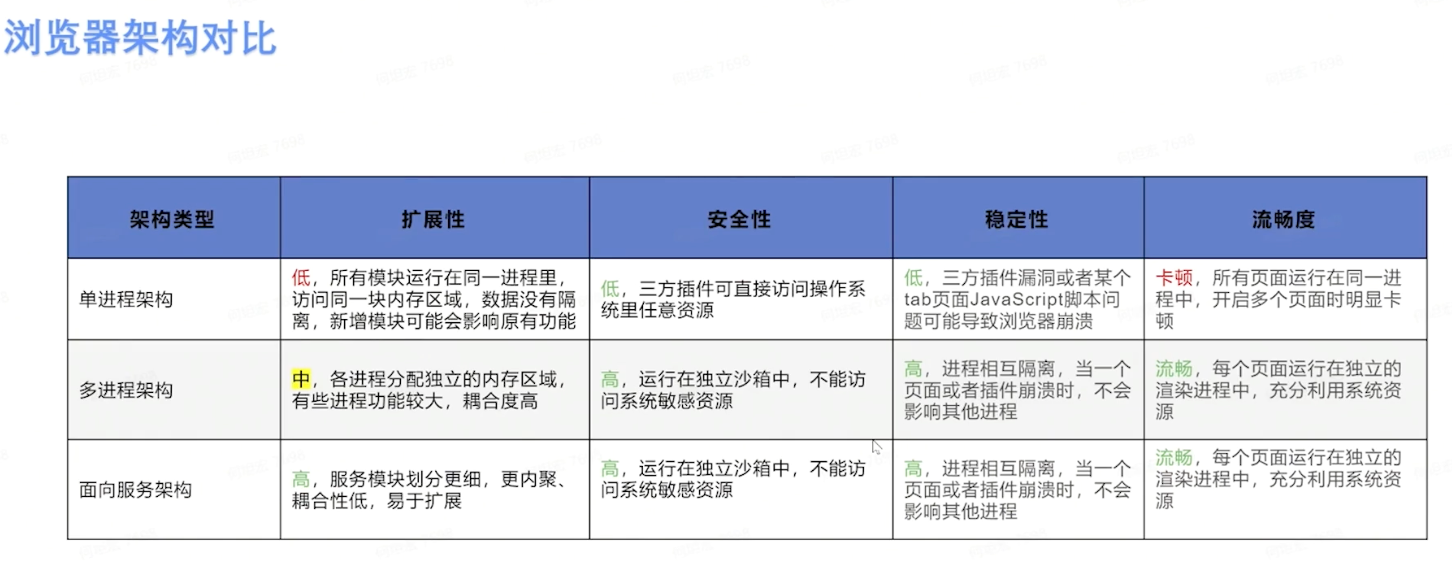 浏览器架构对比
架构类型
扩展性
安全性
稳定性
流畅度
单进程架构
低，所有模块运行在同一进程里，
访问同一块内存区域，数据没有隔
离，新增模块可能会影响原有功能
低，三方插件可直接访问操作系
统里任意资源
低，三方插件漏洞或者某个
tab页面JavaScript脚本问
题可能导致浏览器崩溃
卡顿，所有页面运行在同一进
程中，开启多个页面时明显卡
顿
多进程架构
中，各进程分配独立的内存区域，
有些进程功能较大，耦合度高
高，运行在独立沙箱中，不能访
问系统敏感资源
高，进程相互隔离，当一个
页面或者插件崩溃时，不会
影响其他进程
流畅，每个页面运行在独立的
渲染进程中，充分利用系统资
源
面向服务架构
高，服务模块划分更细，更内聚、
耦合性低，易于扩展
高，运行在独立沙箱中，不能访
问系统敏感资源
高，进程相互隔离，当一个
页面或者插件崩溃时，不会
影响其他进程
流畅，每个页面运行在独立的
渲染进程中，充分利用系统资
源